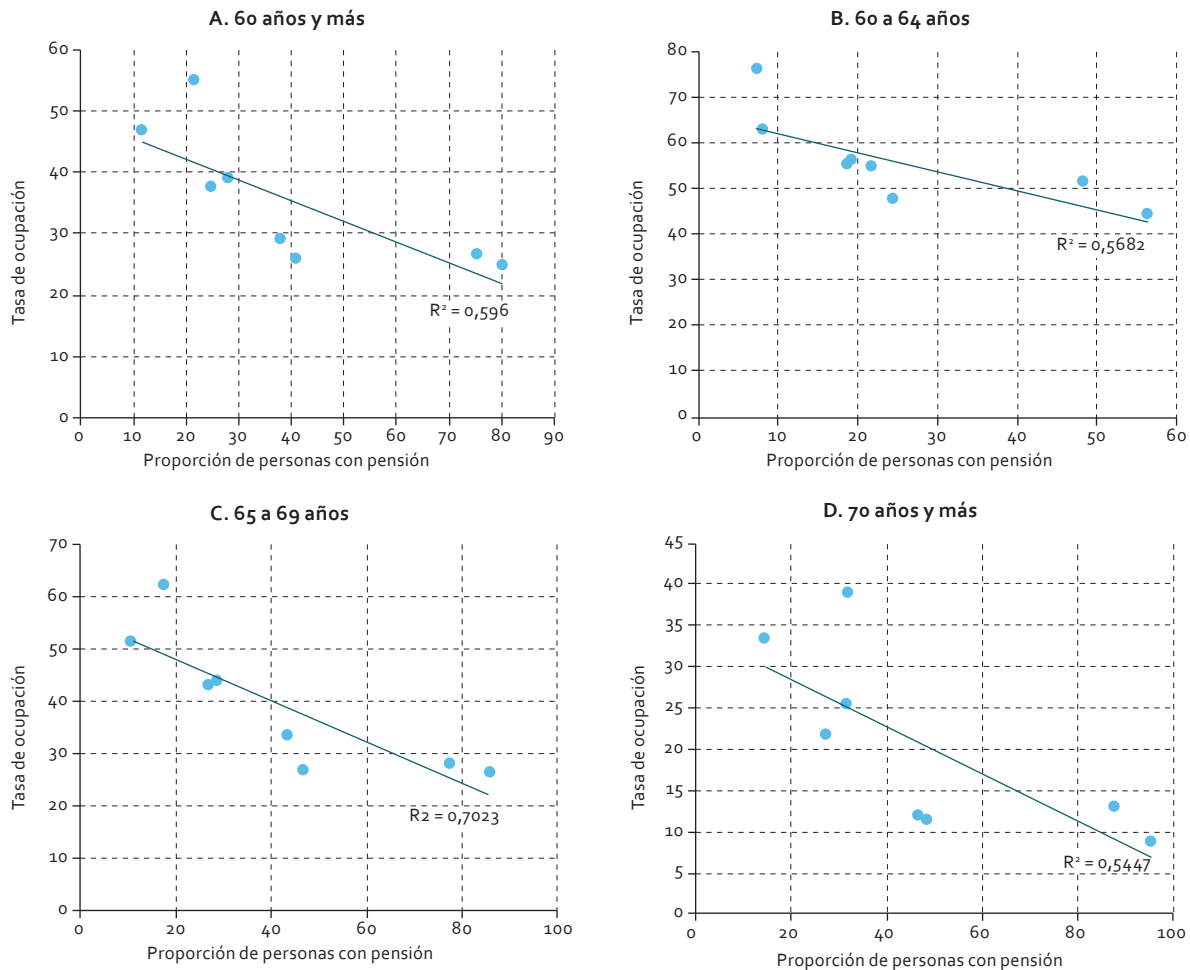 A. 60 años y más
60
50
40
30
20
10
0
Tasa de ocupación
R² = 0,596
0 10 20 30 40 50 60 70 80 90
Proporción de personas con pensión
B. 60 a 64 años
80
70
60
50
40
30
20
10
0
Tasa de ocupación
R² = 0,5682
0 10 20 30 40 50 60
Proporción de personas con pensión
C. 65 a 69 años
70
60
50
40
30
20
10
0
Tasa de ocupación
R2 = 0,7023
0 20 40 60 80 100
Proporción de personas con pensión
D. 70 años y más
45
40
35
30
25
20
15
10
5
0
Tasa de ocupación
R² = 0,5447
0 20 40 60 80 100
Proporción de personas con pensión